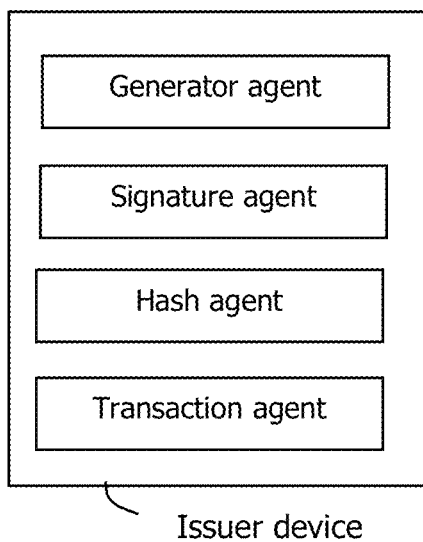 Generator agent
Signature agent
Hash agent
Transaction agent
Issuer device